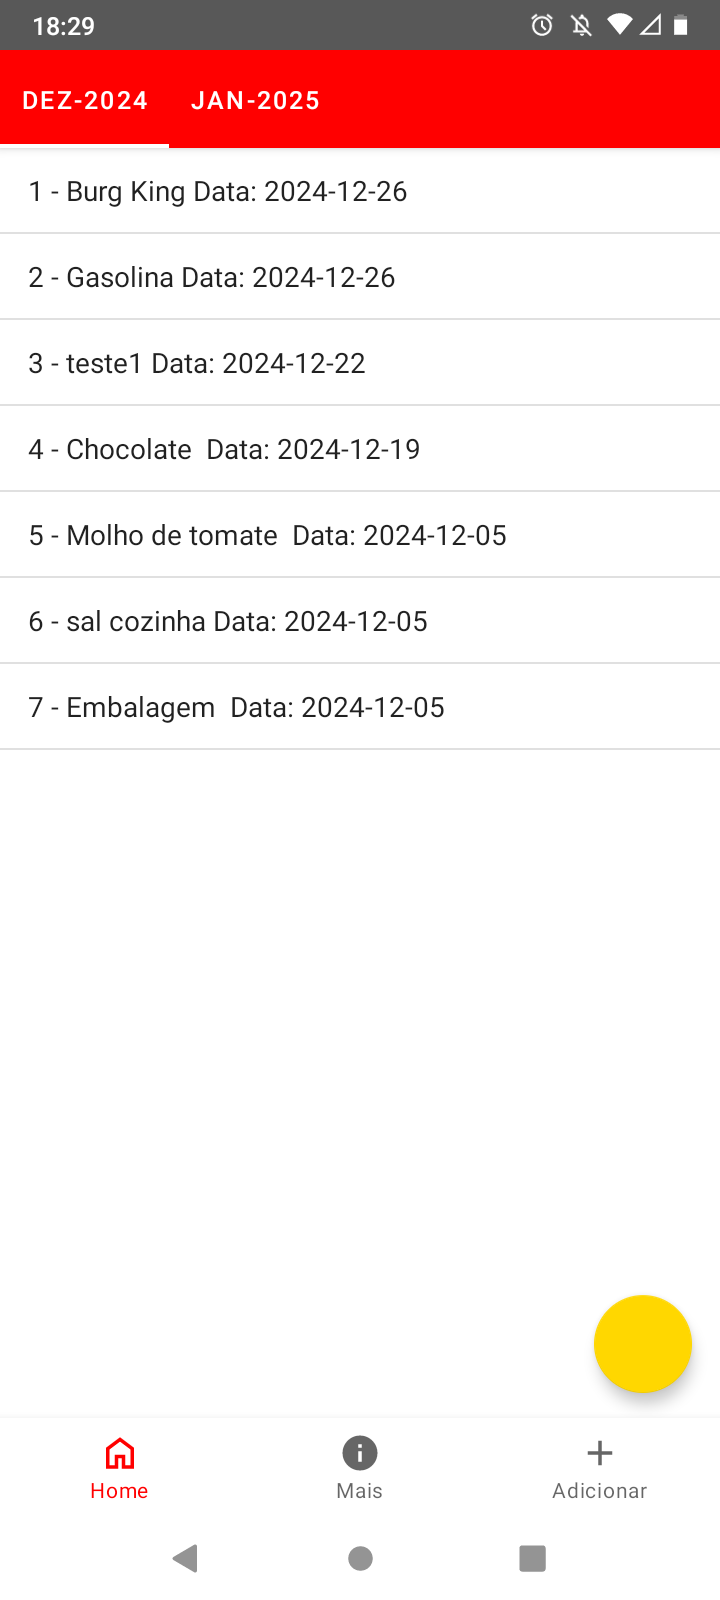 18:29
DEZ-2024 JAN-2025
1 - Burg King Data: 2024-12-26
2 - Gasolina Data: 2024-12-26
3 - teste1 Data: 2024-12-22
4 - Chocolate  Data: 2024-12-19
5 - Molho de tomate  Data: 2024-12-05
6 - sal cozinha Data: 2024-12-05
7 - Embalagem  Data: 2024-12-05
Home Mais Adicionar